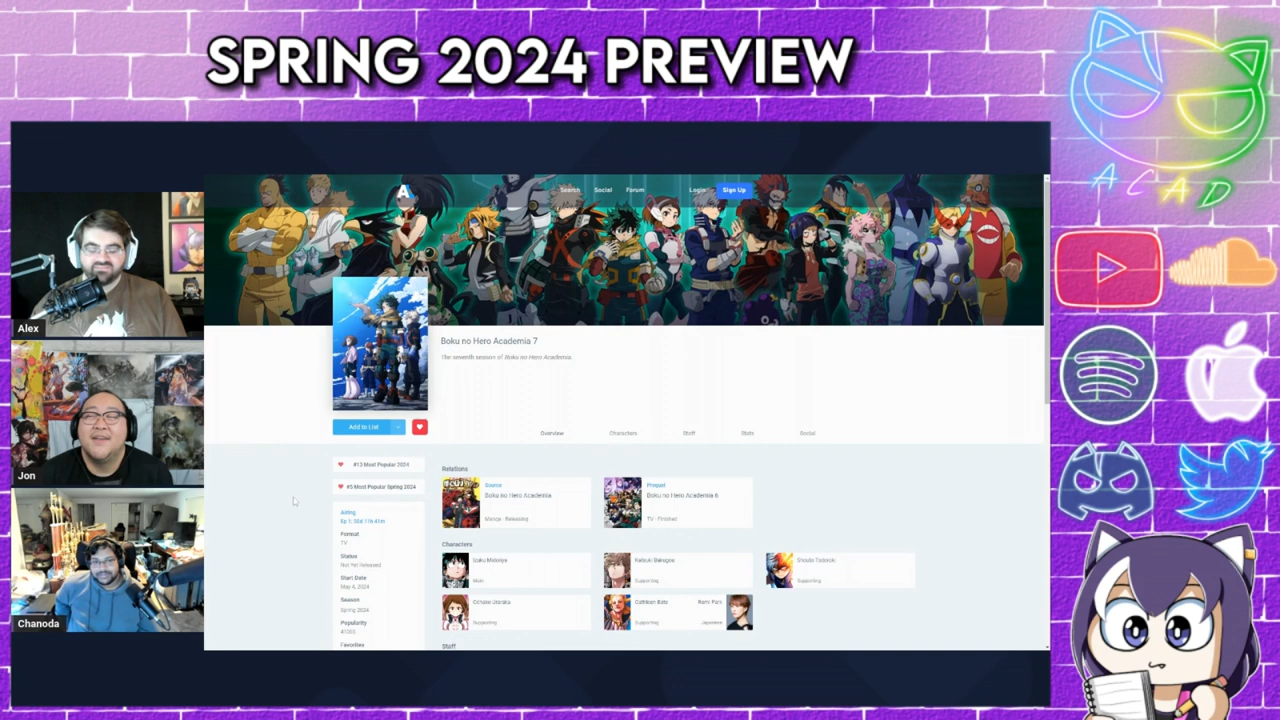 SPRING 2024 PREVIEW
ACAD
Search
Social
Forum
Login
Sign Up
Alex
Jon
Chanoda
Boku no Hero Academia 7
The seventh season of Boku no Hero Academia.
Add to List
Overview
Characters
Staff
Stats
Social
#13 Most Popular 2024
#5 Most Popular Spring 2024
Airing
Format
TV
Status
Not Yet Released
Start Date
May 4, 2024
Season
Spring 2024
Popularity
Favorites
Relations
Source
Boku no Hero Academia
Manga · Releasing
Prequel
Boku no Hero Academia 6
TV · Finished
Characters
Izuku Midoriya
Main
Katsuki Bakugou
Supporting
Shouto Todoroki
Supporting
Ochako Uraraka
Supporting
Cathleen Bate
Supporting
Romi Park
Japanese
Staff